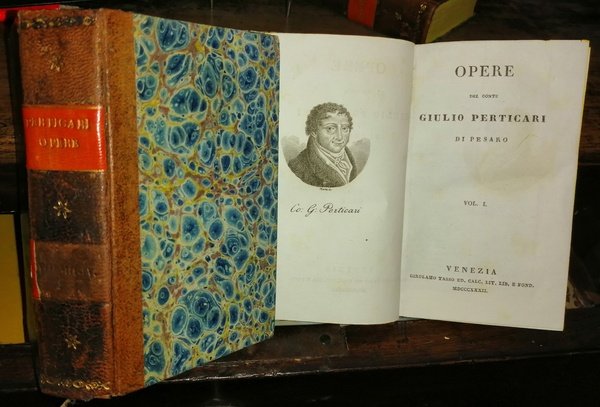 PERTICARI
OPERE
Co: G: Perticari
OPERE
DEL CONTE
GIULIO PERTICARI
DI PESARO
VOL. I.
VENEZIA
GIROLAMO TASSO ED. CALC. LIT. LIB. E FOND.
MDCCCXXXII.